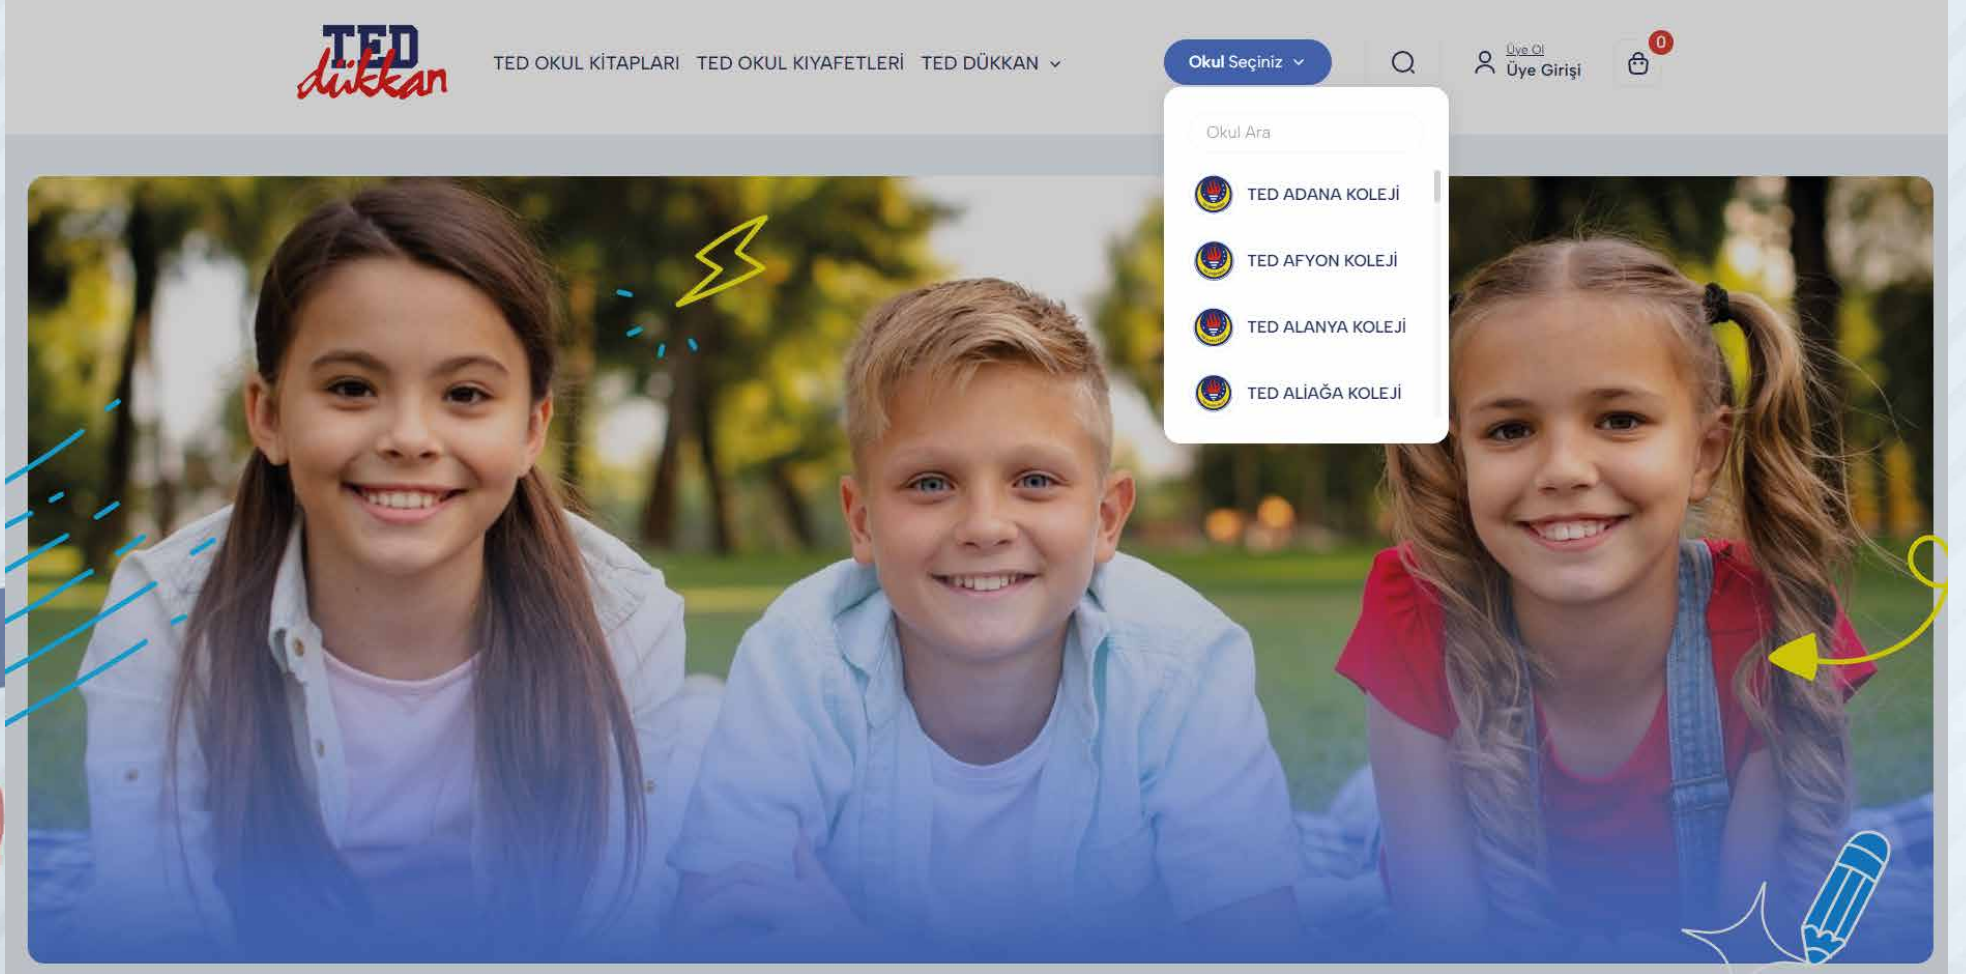 TED
dükkan
TED OKUL KİTAPLARI
TED OKUL KIYAFETLERİ
TED DÜKKAN
Okul Seçiniz
Üye Ol
Üye Girişi
0
Okul Ara
TED ADANA KOLEJİ
TED AFYON KOLEJİ
TED ALANYA KOLEJİ
TED ALİAĞA KOLEJİ